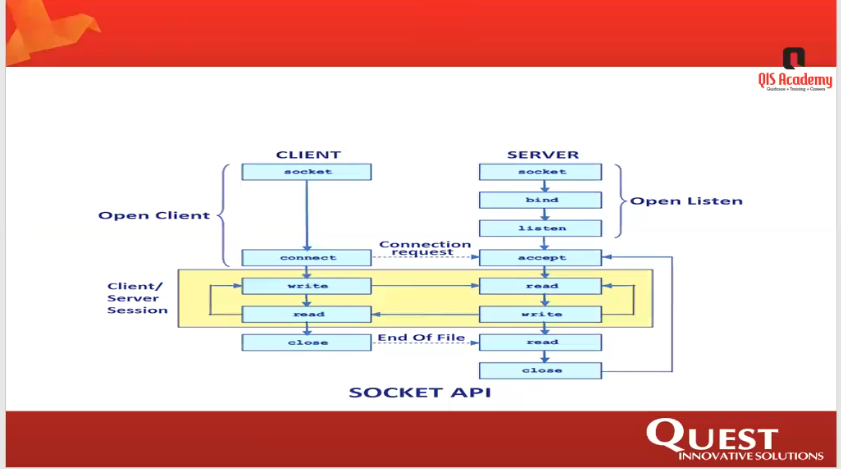 QIS Academy
Guidance • Training • Careers
CLIENT
SERVER
socket
socket
bind
Open Client
Open Listen
listen
Connection
request
connect
accept
Client/
Server
Session
write
read
read
write
End Of File
close
read
close
SOCKET API
QUEST
INNOVATIVE SOLUTIONS